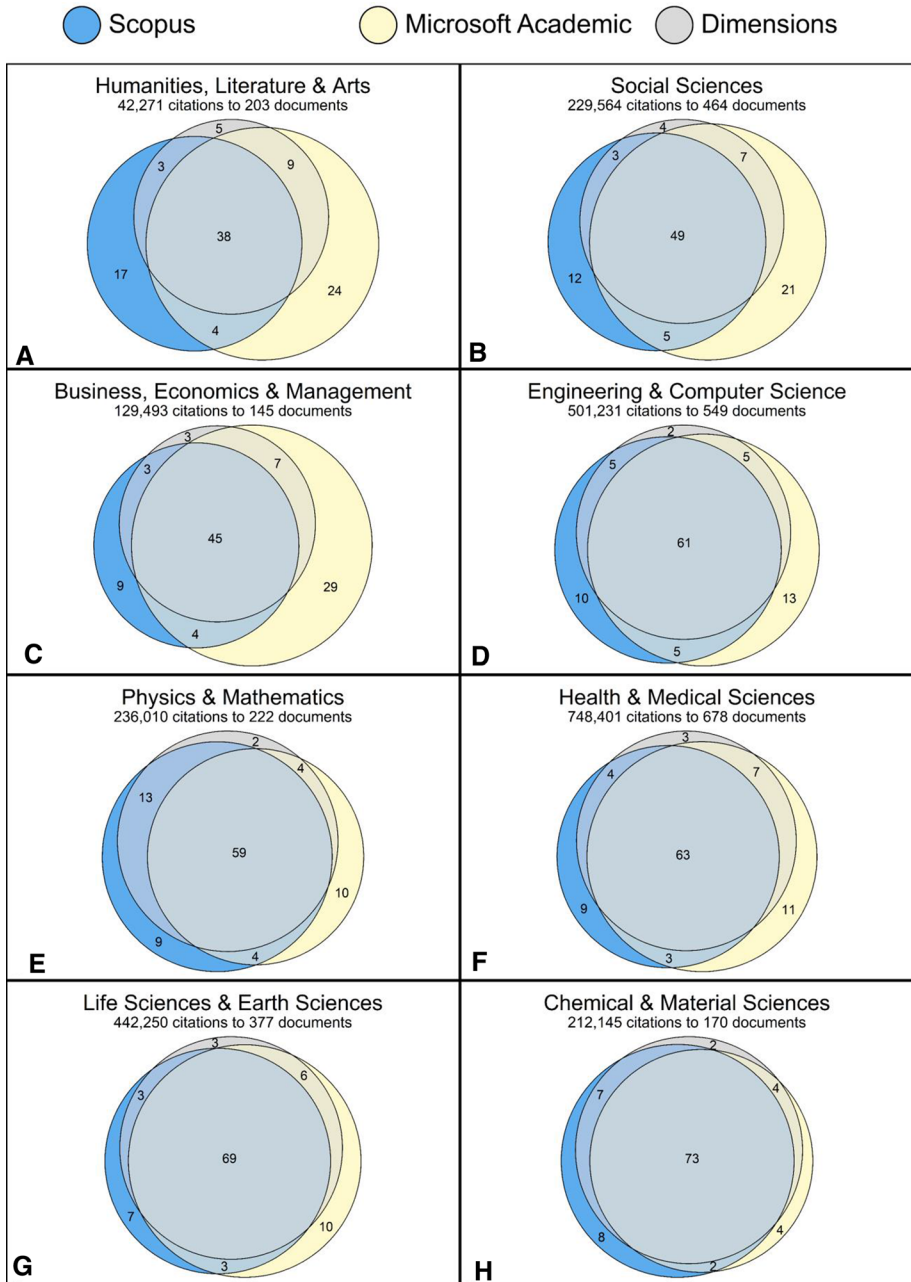 Scopus Microsoft Academic Dimensions
Humanities, Literature & Arts
42,271 citations to 203 documents
5
3
9
38
17
24
4
A
Social Sciences
229,564 citations to 464 documents
4
3
7
49
12
21
5
B
Business, Economics & Management
129,493 citations to 145 documents
3
3
7
45
9
29
4
C
Engineering & Computer Science
501,231 citations to 549 documents
2
5
5
61
10
13
5
D
Physics & Mathematics
236,010 citations to 222 documents
2
4
13
59
10
9
4
E
Health & Medical Sciences
748,401 citations to 678 documents
3
4
7
63
9
11
3
F
Life Sciences & Earth Sciences
442,250 citations to 377 documents
3
6
3
69
7
10
3
G
Chemical & Material Sciences
212,145 citations to 170 documents
2
4
7
73
4
8
2
H